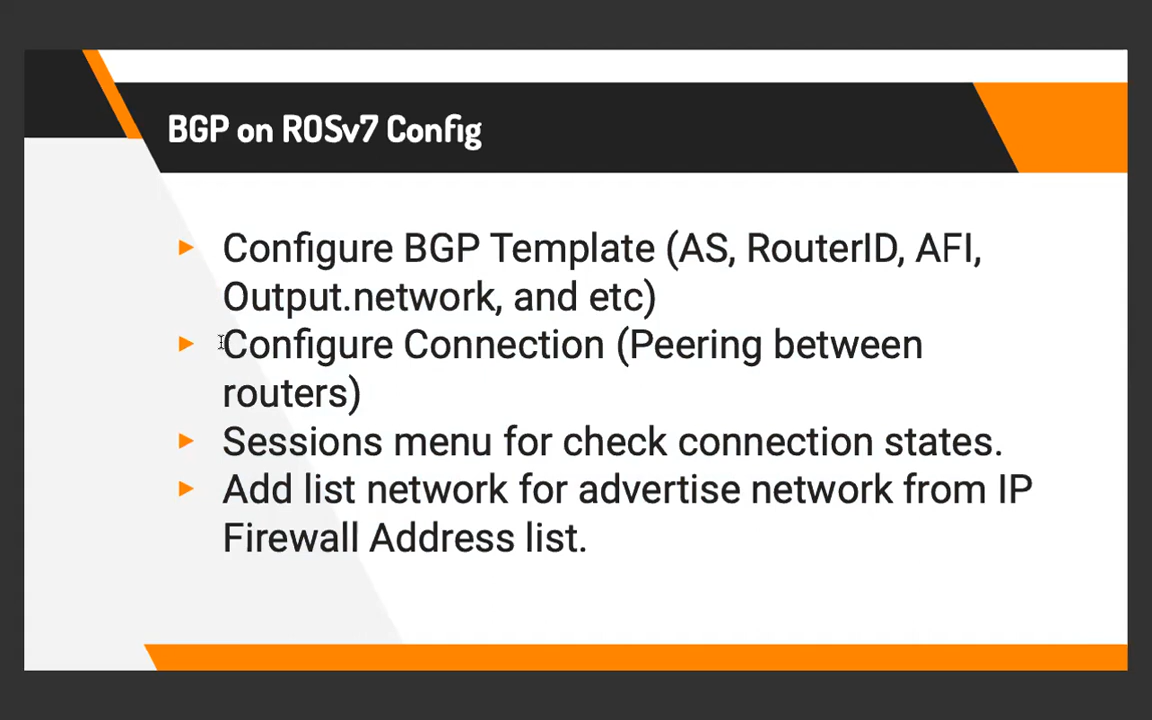 BGP on ROSv7 Config
Configure BGP Template (AS, RouterID, AFI,
Output.network, and etc)
Configure Connection (Peering between
routers)
Sessions menu for check connection states.
Add list network for advertise network from IP
Firewall Address list.